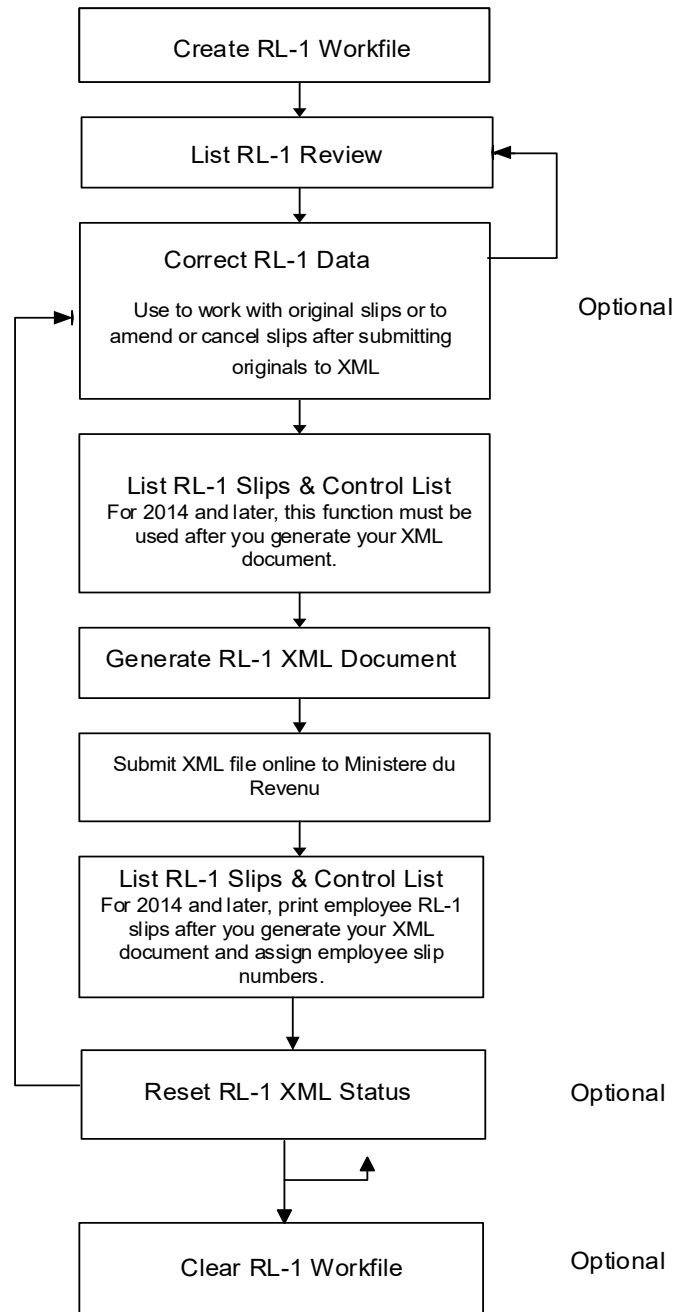 Create RL-1 Workfile
List RL-1 Review
Correct RL-1 Data
Use to work with original slips or to
amend or cancel slips after submitting
originals to XML
Optional
List RL-1 Slips & Control List
For 2014 and later, this function must be
used after you generate your XML
document.
Generate RL-1 XML Document
Submit XML file online to Ministere du
Revenu
List RL-1 Slips & Control List
For 2014 and later, print employee RL-1
slips after you generate your XML
document and assign employee slip
numbers.
Reset RL-1 XML Status
Optional
Clear RL-1 Workfile
Optional